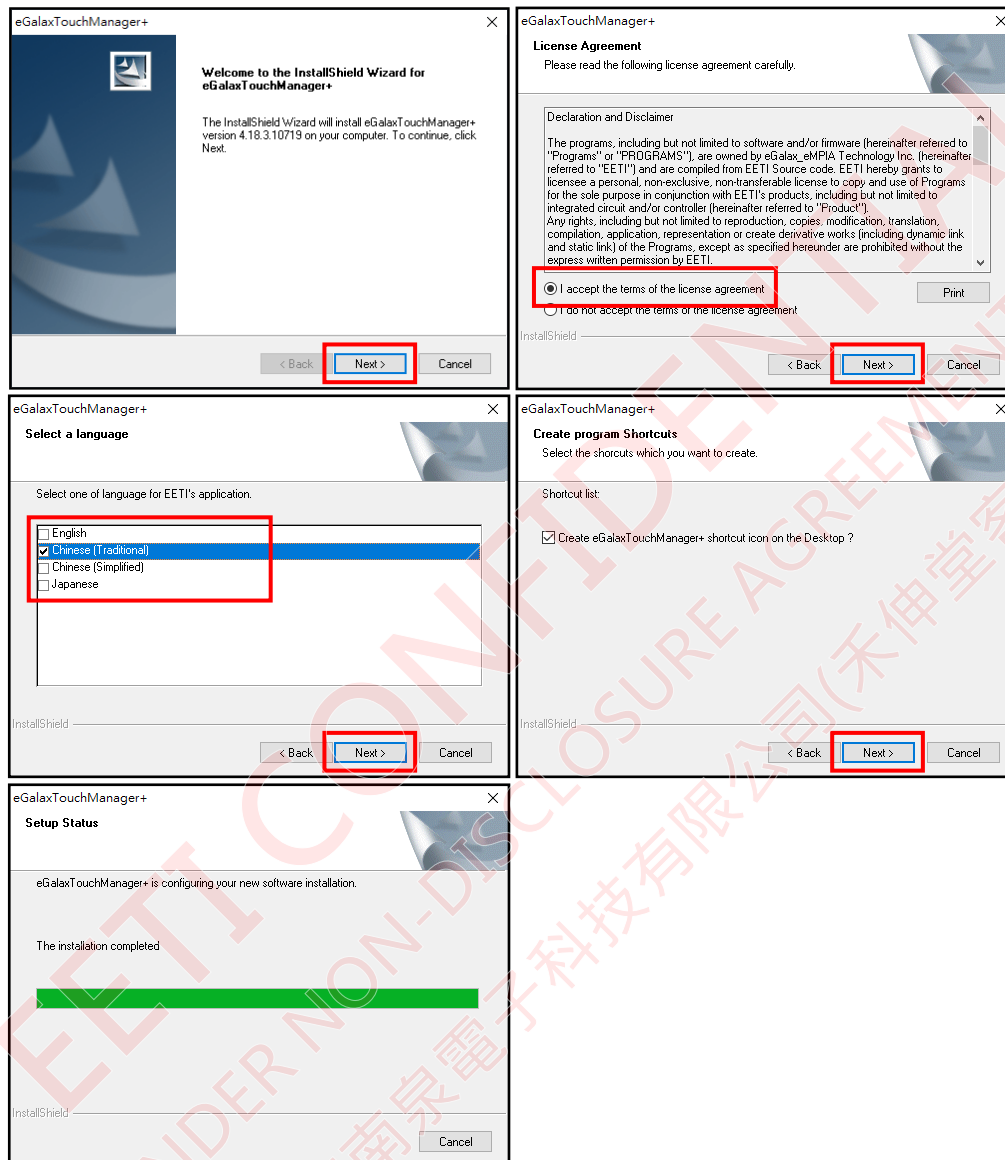 eGalaxTouchManager+
Welcome to the InstallShield Wizard for
eGalaxTouchManager+
The InstallShield Wizard will install eGalaxTouchManager+
version 4.18.3.10719 on your computer. To continue, click
Next.
< Back
Next >
Cancel
eGalaxTouchManager+
License Agreement
Please read the following license agreement carefully.
Declaration and Disclaimer
The programs, including but not limited to software and/or firmware (hereinafter referred to
"Programs" or "PROGRAMS"), are owned by eGalax_eMPIA Technology Inc. (hereinafter
referred to "EETI") and are compiled from EETI Source code. EETI hereby grants to
licensee a personal, non-exclusive, non-transferable license to copy and use of Programs
for the sole purpose in conjunction with EETI's products, including but not limited to
integrated circuit and/or controller (hereinafter referred to "Product").
Any rights, including but not limited to reproduction, copies, modification, translation,
compilation, application, representation or create derivative works (including dynamic link
and static link) of the Programs, except as specified hereunder are prohibited without the
express written permission by EETI.
I accept the terms of the license agreement
I do not accept the terms of the license agreement
Print
InstallShield
< Back
Next >
Cancel
eGalaxTouchManager+
Select a language
Select one of language for EETI's application.
English
Chinese (Traditional)
Chinese (Simplified)
Japanese
InstallShield
< Back
Next >
Cancel
eGalaxTouchManager+
Create program Shortcuts
Select the shorcuts which you want to create.
Shortcut list:
Create eGalaxTouchManager+ shortcut icon on the Desktop ?
InstallShield
< Back
Next >
Cancel
eGalaxTouchManager+
Setup Status
eGalaxTouchManager+ is configuring your new software installation.
The installation completed
InstallShield
Cancel
EETI CONFIDENTIAL
NDER NON-DISCLOSURE AGREEMENT
南泉電子科技有限公司(禾伸堂客